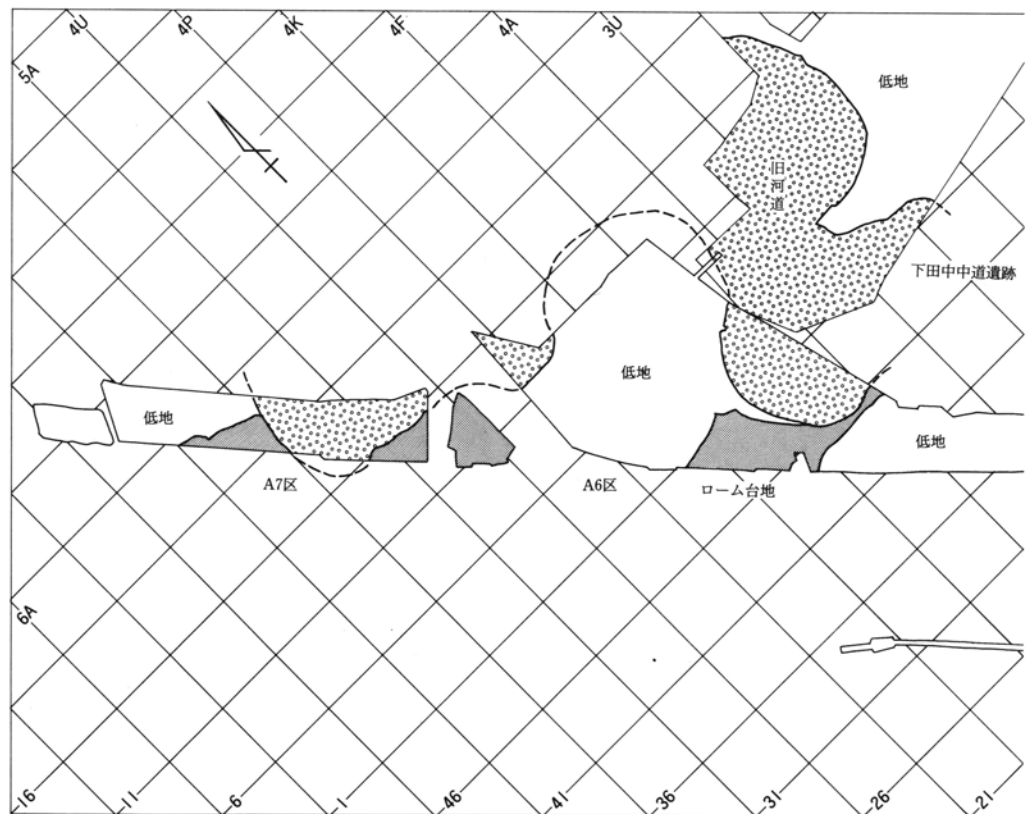 4U
4P
4K
4F
4A
3U
5A
低地
旧河道
下田中中道遺跡
低地
低地
低地
A7区
A6区
ローム台地
6A
-16
-11
-6
-1
-46
-41
-36
-31
-26
-21